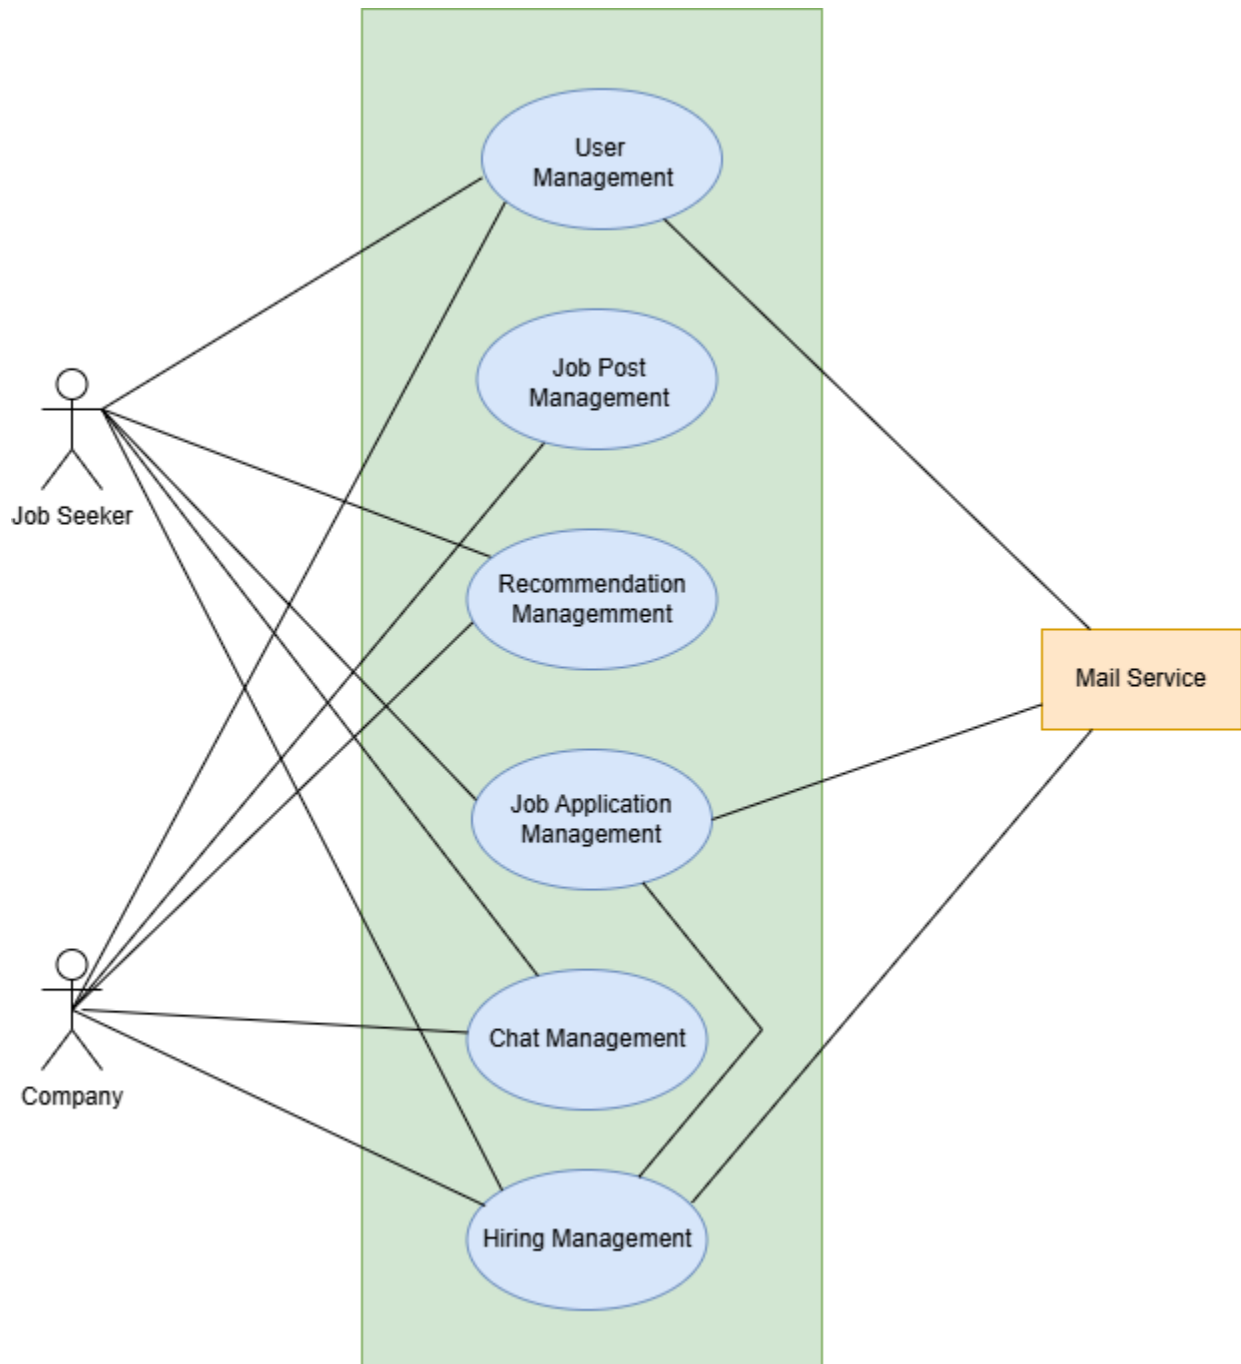 User
Management
Job Post
Management
Job Seeker
Recommendation
Managemment
Mail Service
Job Application
Management
Chat Management
Company
Hiring Management